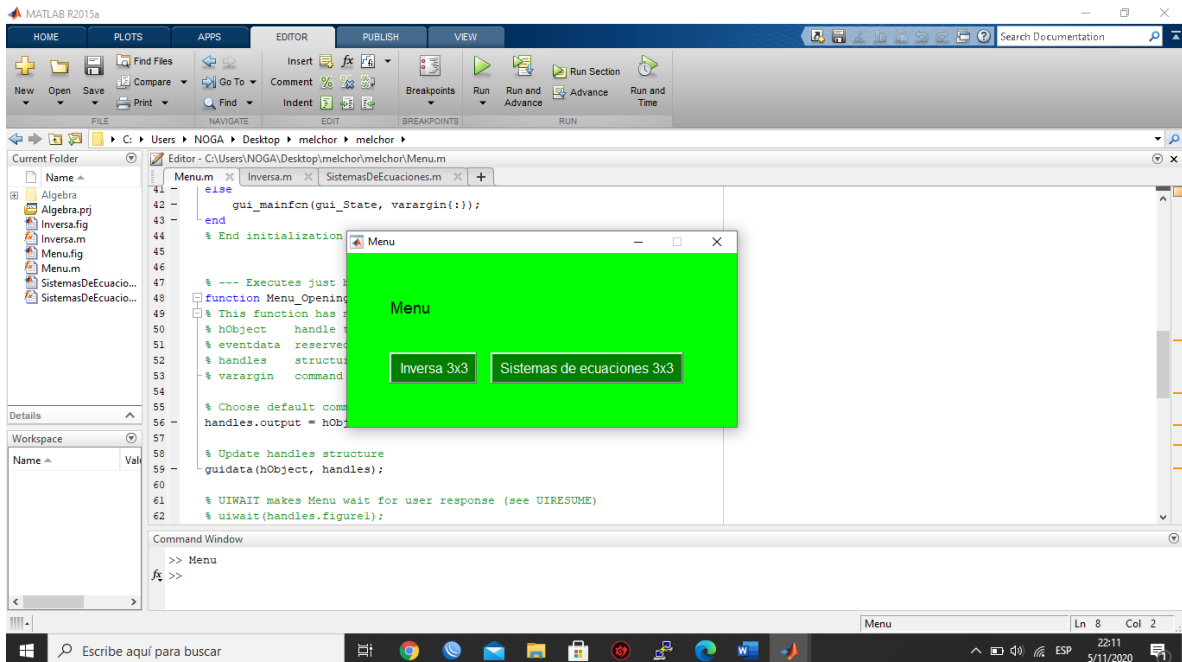 MATLAB R2015a
HOME PLOTS APPS EDITOR PUBLISH VIEW Search Documentation
New Open Save Find Files Compare Print Go To Find Insert Comment Indent Breakpoints Run Run and Advance Run Section Advance Run and Time
FILE NAVIGATE EDIT BREAKPOINTS RUN
C: Users NOGA Desktop melchor melchor
Current Folder
Name
Algebra
Algebra.prj
Inversa.fig
Inversa.m
Menu.fig
Menu.m
SistemasDeEcuacio...
SistemasDeEcuacio...
Details
Workspace
Name Val
Editor - C:\Users\NOGA\Desktop\melchor\melchor\Menu.m
Menu.m Inversa.m SistemasDeEcuaciones.m
41 else
42 gui_mainfcn(gui_State, varargin{:});
43 end
44 % End initialization
45
46
47 % --- Executes just
48 function Menu_Opening
49 % This function has
50 % hObject handle
51 % eventdata reserved
52 % handles structu
53 % varargin command
54
55 % Choose default com
56 handles.output = hObj
57
58 % Update handles structure
59 guidata(hObject, handles);
60
61 % UIWAIT makes Menu wait for user response (see UIRESUME)
62 % uiwait(handles.figure1);
Menu
Menu
Inversa 3x3 Sistemas de ecuaciones 3x3
Command Window
>> Menu
fx >>
Menu Ln 8 Col 2
Escribe aquí para buscar
ESP
22:11
5/11/2020